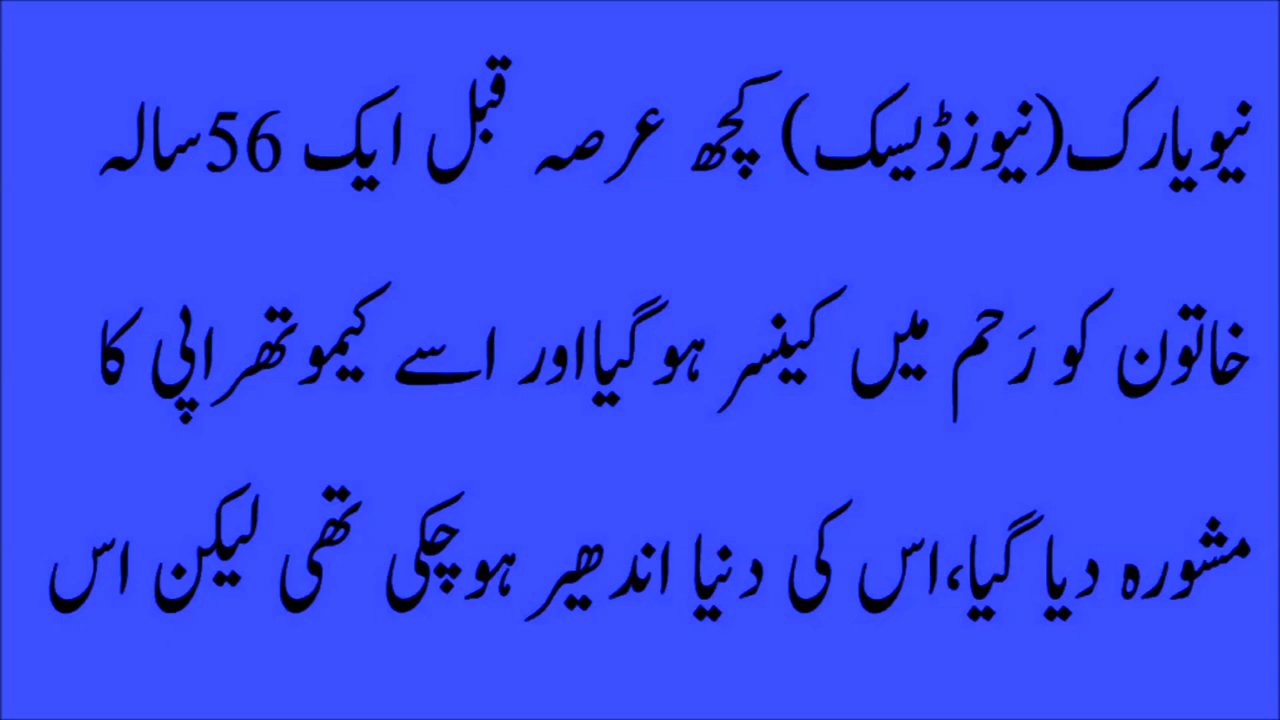 نیویارک(نیوزڈیسک) کچھ عرصہ قبل ایک 56سالہ
خاتون کو رَحم میں کینسر ہوگیااور اسے کیموتھراپی کا
مشورہ دیا گیا،اس کی دنیا اندھیر ہوچکی تھی لیکن اس